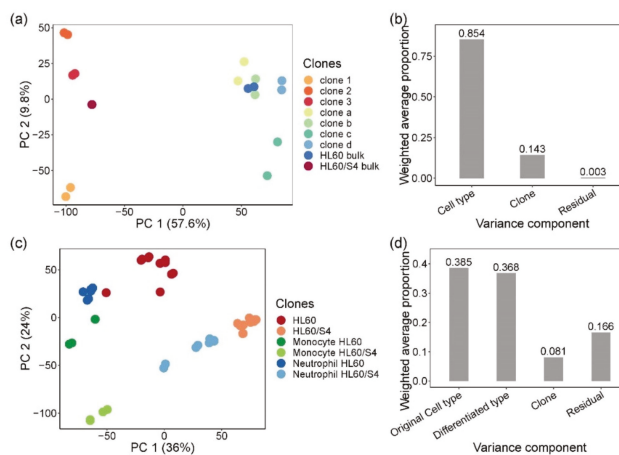 (a)
PC 2 (9.8%)
50
25
0
−25
−50
−100
−50
0
50
PC 1 (57.6%)
Clones
clone 1
clone 2
clone 3
clone a
clone b
clone c
clone d
HL60 bulk
HL60/S4 bulk
(b)
Weighted average proportion
0.75
0.50
0.25
0.00
0.854
0.143
0.003
Cell type
Clone
Residual
Variance component
(c)
PC 2 (24%)
50
0
−50
−100
−50
0
50
PC 1 (36%)
Clones
HL60
HL60/S4
Monocyte HL60
Monocyte HL60/S4
Neutrophil HL60
Neutrophil HL60/S4
(d)
Weighted average proportion
0.4
0.3
0.2
0.1
0.0
0.385
0.368
0.081
0.166
Original Cell type
Differentiated type
Clone
Residual
Variance component